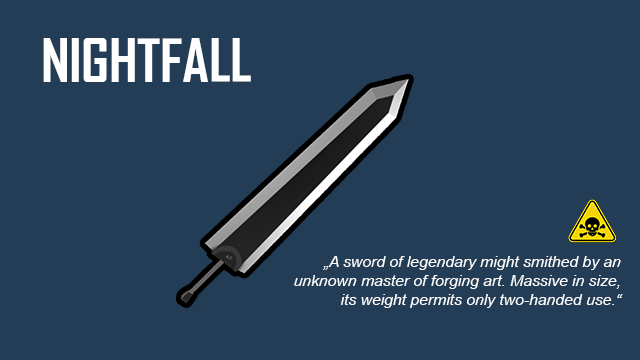 NIGHTFALL
„A sword of legendary might smithed by an
unknown master of forging art. Massive in size,
its weight permits only two-handed use.“